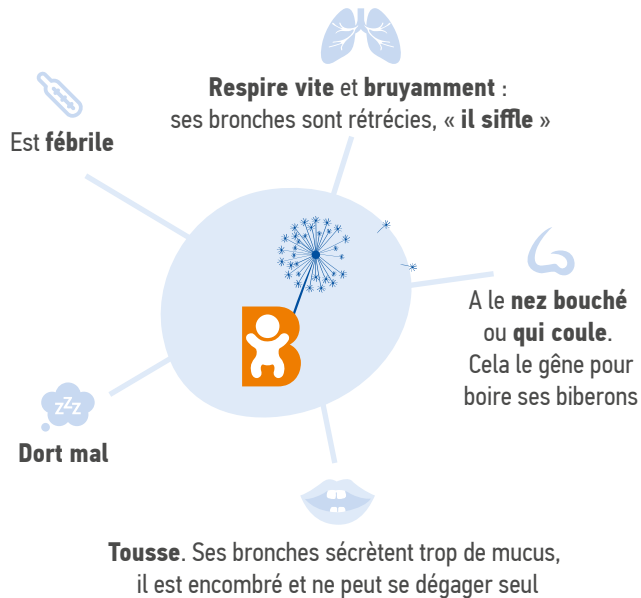 Respire vite et bruyamment :
ses bronches sont rétrécies, « il siffle »
Est fébrile
A le nez bouché
ou qui coule.
Cela le gêne pour
boire ses biberons
B
zzz
Dort mal
Tousse. Ses bronches sécrètent trop de mucus,
il est encombré et ne peut se dégager seul